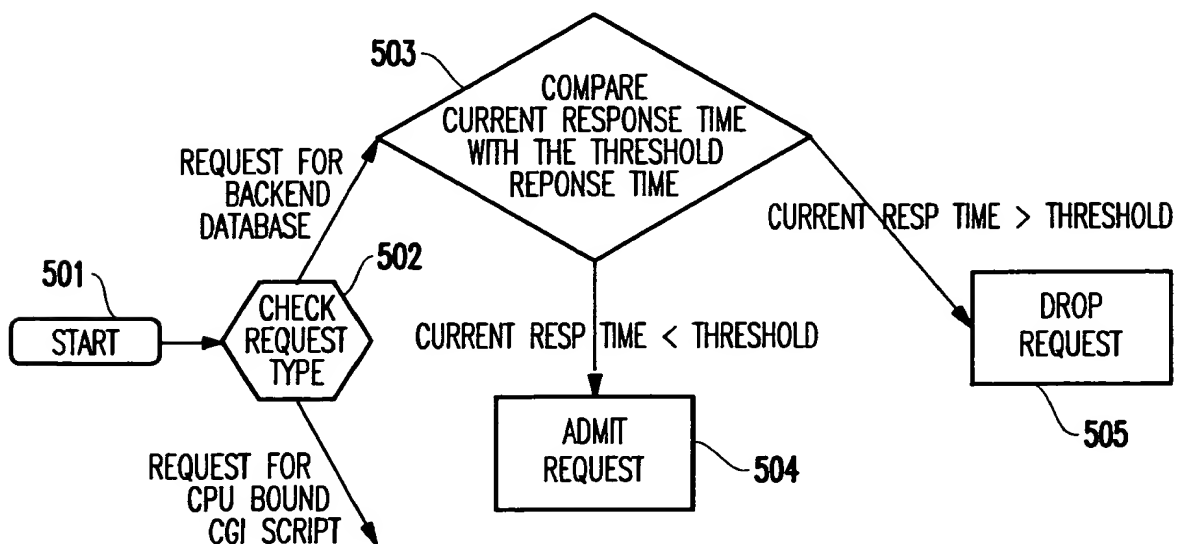 503
COMPARE
CURRENT RESPONSE TIME
WITH THE THRESHOLD
REPONSE TIME
REQUEST FOR
BACKEND
DATABASE
CURRENT RESP TIME > THRESHOLD
501
502
START
CHECK
REQUEST
TYPE
CURRENT RESP TIME < THRESHOLD
DROP
REQUEST
505
ADMIT
REQUEST
504
REQUEST FOR
CPU BOUND
CGI SCRIPT